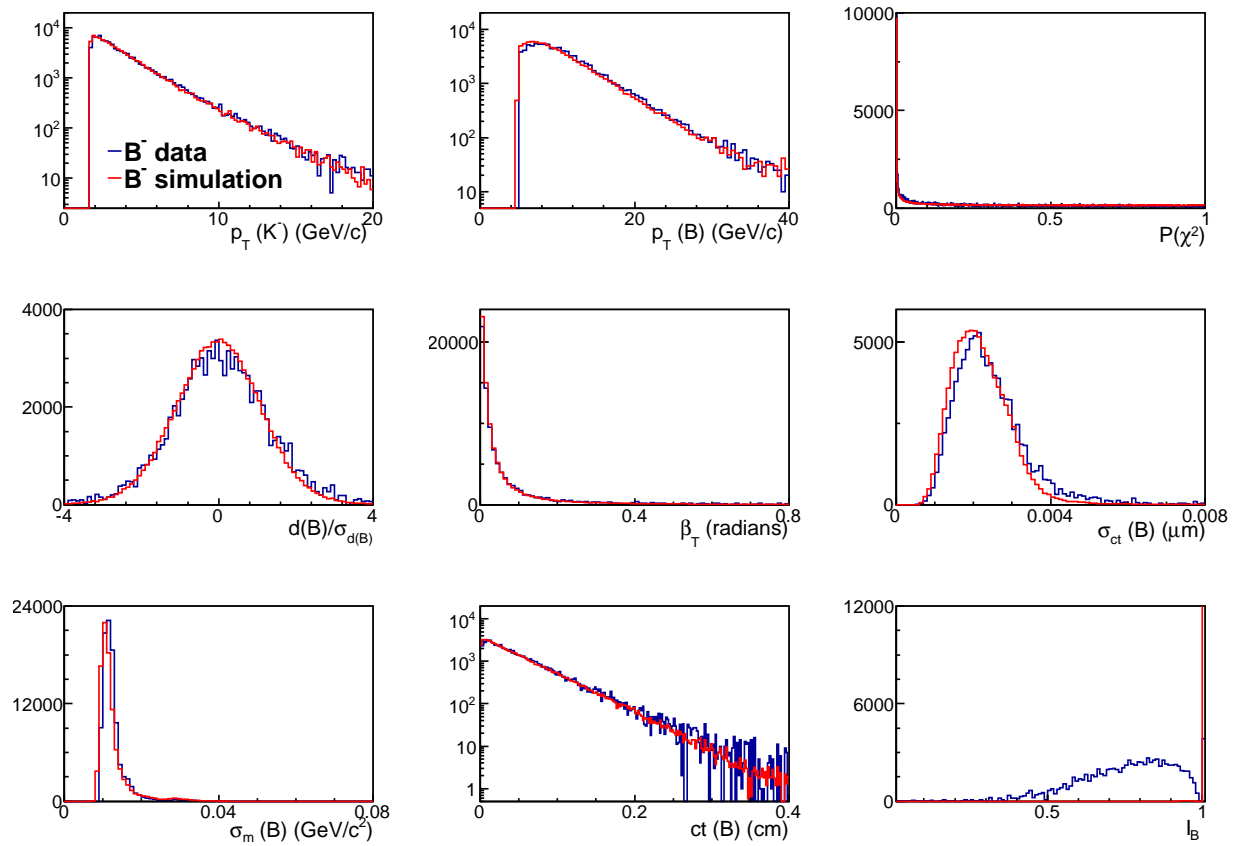 10⁴
10³
10²
10
0 10 20
p_T (K⁻) (GeV/c)
B⁻ data
B⁻ simulation
10⁴
10³
10²
10
0 20 40
p_T (B) (GeV/c)
10000
5000
0
0 0.5 1
P(χ²)
4000
2000
0
-4 0 4
d(B)/σ_d(B)
20000
10000
0
0 0.4 0.8
β_T (radians)
5000
0
0 0.004 0.008
σ_ct (B) (μm)
24000
12000
0
0 0.04 0.08
σ_m (B) (GeV/c²)
10⁴
10³
10²
10
1
0 0.2 0.4
ct (B) (cm)
12000
6000
0
0.5 1
I_B